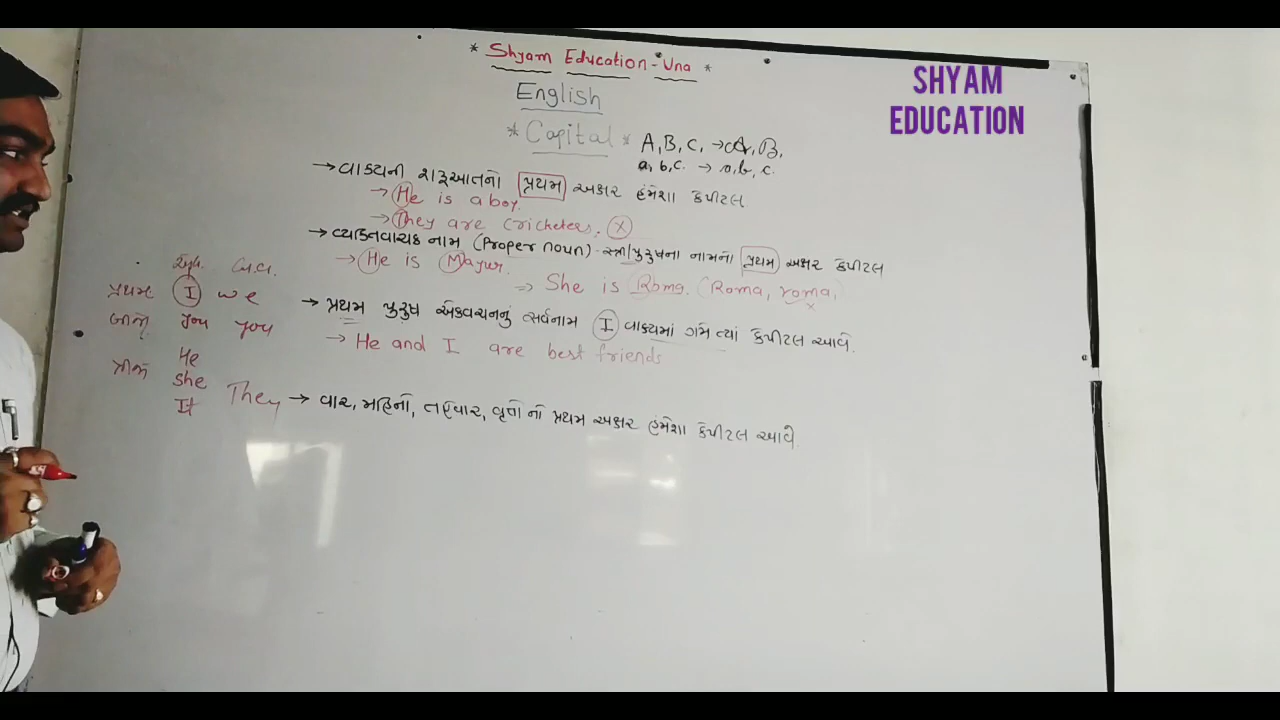 * Shyam Education-Una *
SHYAM
EDUCATION
English
* Capital * A, B, C, →
a, b, c. →
→ વાક્યની શરૂઆતનો પ્રથમ અક્ષર હંમેશા કેપીટલ
→ He is a boy.
→ They are cricketers. X
→ વ્યક્તિવાચક નામ (Proper noun) - સ્ત્રી/પુરુષના નામનો પ્રથમ અક્ષર કેપીટલ
→ He is Mayur.
⇒ She is Roma. (Roma, roma,
x
→ પ્રથમ પુરુષ એકવચનનું સર્વનામ I વાક્યમાં ગમે ત્યાં કેપીટલ આવે.
→ He and I are best friends
→ વાર, મહિનો, તહેવાર, વૃતો નો પ્રથમ અક્ષર હંમેશા કેપીટલ આવે.
એ.વ. બ.વ.
પ્રથમ I we
બીજો You you
ત્રીજો He
she They
It